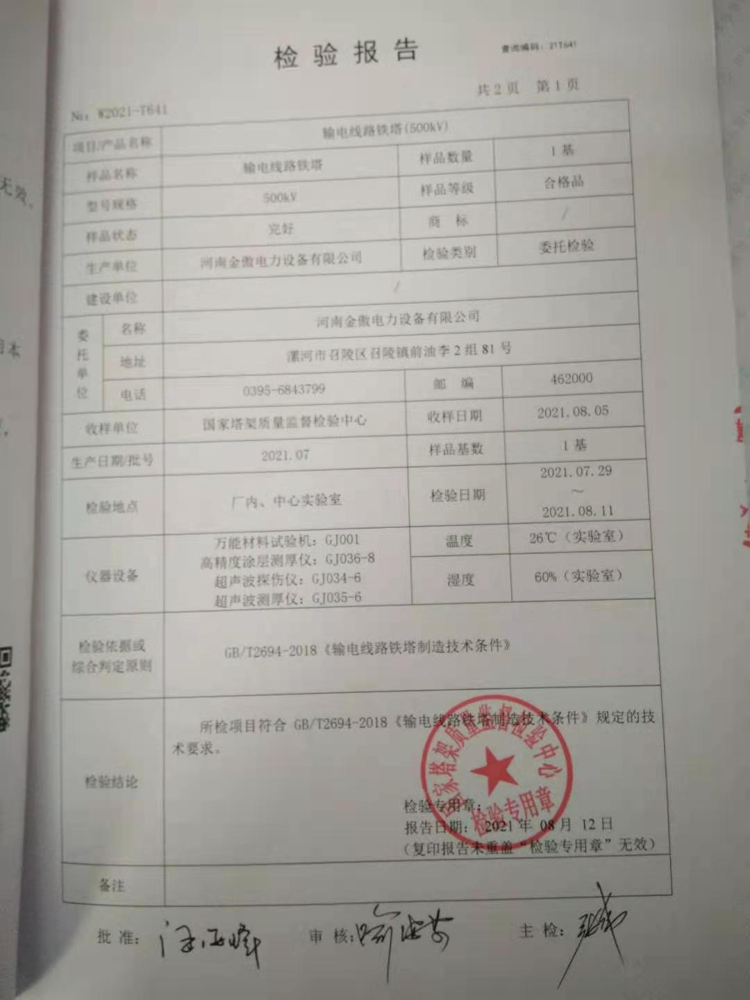 检验报告
查询编码：21T641
共 2 页 第 1 页
№: W2021-T641
项目/产品名称 输电线路铁塔(500kV)
样品名称 输电线路铁塔 样品数量 1 基
型号规格 500kV 样品等级 合格品
样品状态 完好 商 标 /
生产单位 河南金傲电力设备有限公司 检验类别 委托检验
建设单位 /
委托单位
名称 河南金傲电力设备有限公司
地址 漯河市召陵区召陵镇前油李 2 组 81 号
电话 0395-6843799 邮 编 462000
收样单位 国家塔架质量监督检验中心 收样日期 2021.08.05
生产日期/批号 2021.07 样品基数 1 基
检验地点 厂内、中心实验室 检验日期 2021.07.29
～
2021.08.11
仪器设备 万能材料试验机：GJ001
高精度涂层测厚仪：GJ036-8
超声波探伤仪：GJ034-6
超声波测厚仪：GJ035-6
温度 26℃（实验室）
湿度 60%（实验室）
检验依据或
综合判定原则
GB/T2694-2018《输电线路铁塔制造技术条件》
检验结论
所检项目符合 GB/T2694-2018《输电线路铁塔制造技术条件》规定的技
术要求。
国家塔架质量监督检验中心
检验专用章
检验专用章：
报告日期： 2021 年 08 月 12 日
（复印报告未重盖“检验专用章”无效）
备注
批 准：
审 核：
主 检：
无效。